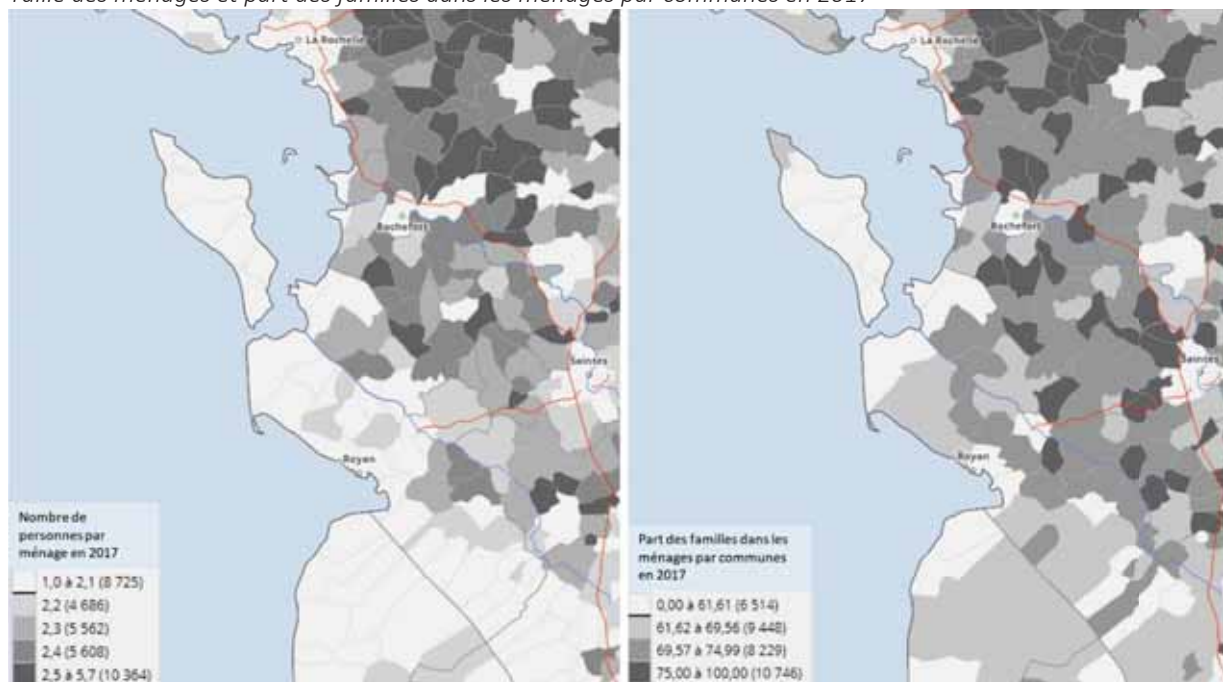 Taille des ménages et part des familles dans les ménages par communes en 2017
La Rochelle
Rochefort
Saintes
Royan
Nombre de
personnes par
ménage en 2017
1,0 à 2,1 (8 725)
2,2 (4 686)
2,3 (5 562)
2,4 (5 608)
2,5 à 5,7 (10 364)
La Rochelle
Rochefort
Saintes
Royan
Part des familles dans les
ménages par communes
en 2017
0,00 à 61,61 (6 514)
61,62 à 69,56 (9 448)
69,57 à 74,99 (8 229)
75,00 à 100,00 (10 746)